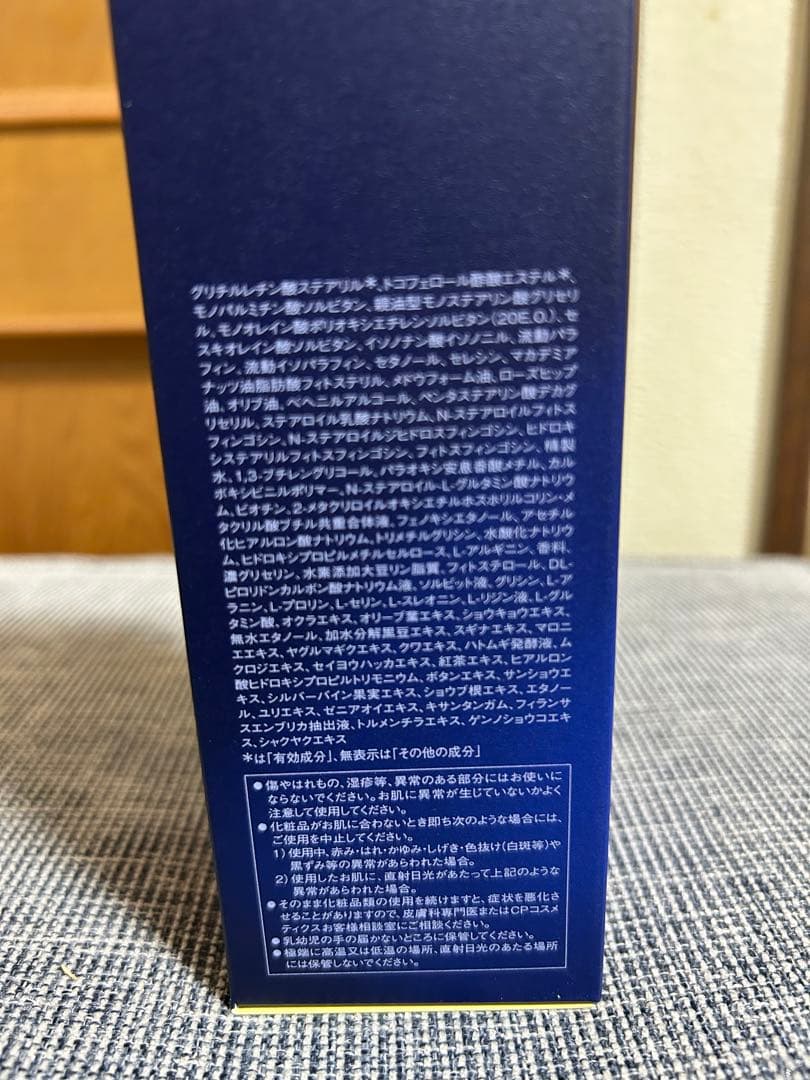 グリチルレチン酸ステアリル*、トコフェロール酢酸エステル*、
モノパルミチン酸ソルビタン、親油型モノステアリン酸グリセリ
ル、モノオレイン酸ポリオキシエチレンソルビタン(20E.O.)、セ
スキオレイン酸ソルビタン、イソノナン酸イソノニル、流動パラ
フィン、流動イソパラフィン、セタノール、セレシン、マカデミア
ナッツ油脂肪酸フィトステリル、メドウフォーム油、ローズヒップ
油、オリブ油、ベヘニルアルコール、ペンタステアリン酸デカグ
リセリル、ステアロイル乳酸ナトリウム、N-ステアロイルフィトス
フィンゴシン、N-ステアロイルジヒドロスフィンゴシン、ヒドロキ
システアリルフィトスフィンゴシン、フィトスフィンゴシン、精製
水、1,3-ブチレングリコール、パラオキシ安息香酸メチル、カル
ボキシビニルポリマー、N-ステアロイル-L-グルタミン酸ナトリウ
ム、ビオチン、2-メタクリロイルオキシエチルホスホリルコリン・メ
タクリル酸ブチル共重合体液、フェノキシエタノール、アセチル
化ヒアルロン酸ナトリウム、トリメチルグリシン、水酸化ナトリウ
ム、ヒドロキシプロピルメチルセルロース、L-アルギニン、香料、
濃グリセリン、水素添加大豆リン脂質、フィトステロール、DL-
ピロリドンカルボン酸ナトリウム液、ソルビット液、グリシン、L-ア
ラニン、L-プロリン、L-セリン、L-スレオニン、L-リジン液、L-グル
タミン酸、オクラエキス、オリーブ葉エキス、ショウキョウエキス、
無水エタノール、加水分解黒豆エキス、スギナエキス、マロニ
エエキス、ヤグルマギクエキス、クワエキス、ハトムギ発酵液、ム
クロジエキス、セイヨウハッカエキス、紅茶エキス、ヒアルロン
酸ヒドロキシプロピルトリモニウム、ボタンエキス、サンショウエ
キス、シルバーバイン果実エキス、ショウブ根エキス、エタノー
ル、ユリエキス、ゼニアオイエキス、キサンタンガム、フィランサ
スエンブリカ抽出液、トルメンチラエキス、ゲンノショウコエキ
ス、シャクヤクエキス
*は「有効成分」、無表示は「その他の成分」
●傷やはれもの、湿疹等、異常のある部分にはお使いに
ならないでください。お肌に異常が生じていないかよく
注意して使用してください。
●化粧品がお肌に合わないとき即ち次のような場合には、
ご使用を中止してください。
1)使用中、赤み・はれ・かゆみ・しげき・色抜け(白斑等)や
黒ずみ等の異常があらわれた場合。
2)使用したお肌に、直射日光があたって上記のような
異常があらわれた場合。
●そのまま化粧品類の使用を続けますと、症状を悪化さ
せることがありますので、皮膚科専門医またはCPコスメ
ティクスお客様相談室にご相談ください。
●乳幼児の手の届かないところに保管してください。
●極端に高温又は低温の場所、直射日光のあたる場所
には保管しないでください。